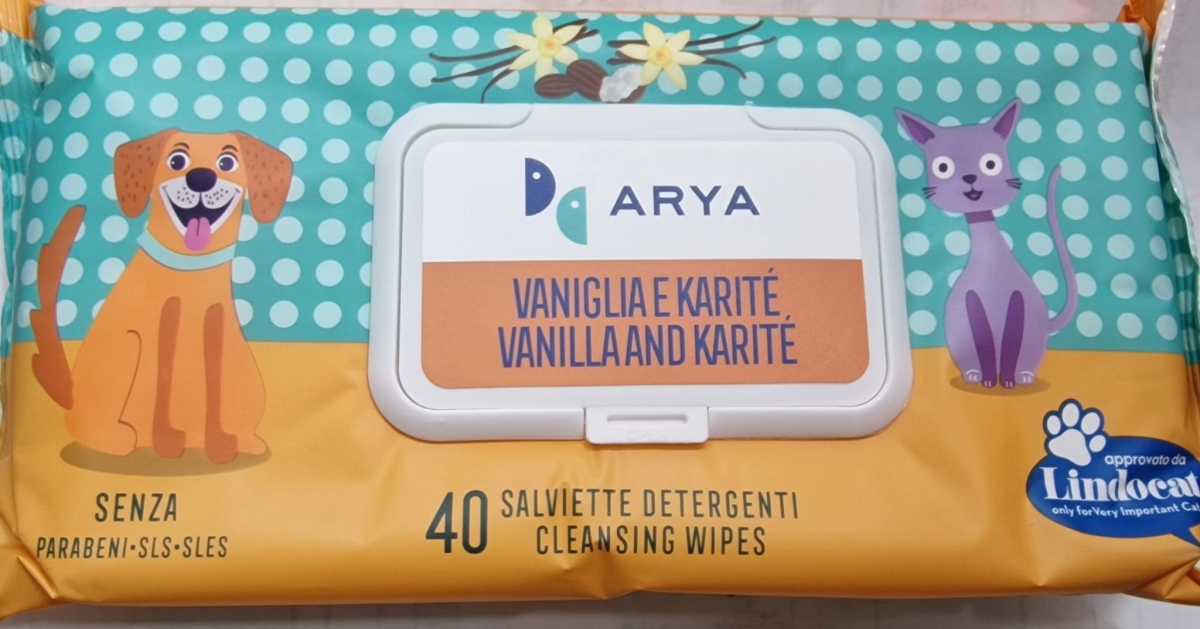 ARYA
VANIGLIA E KARITÉ
VANILLA AND KARITÉ
SENZA
PARABENI•SLS•SLES
40 SALVIETTE DETERGENTI
CLEANSING WIPES
approvato da
Lindocat
only for Very Important Cat